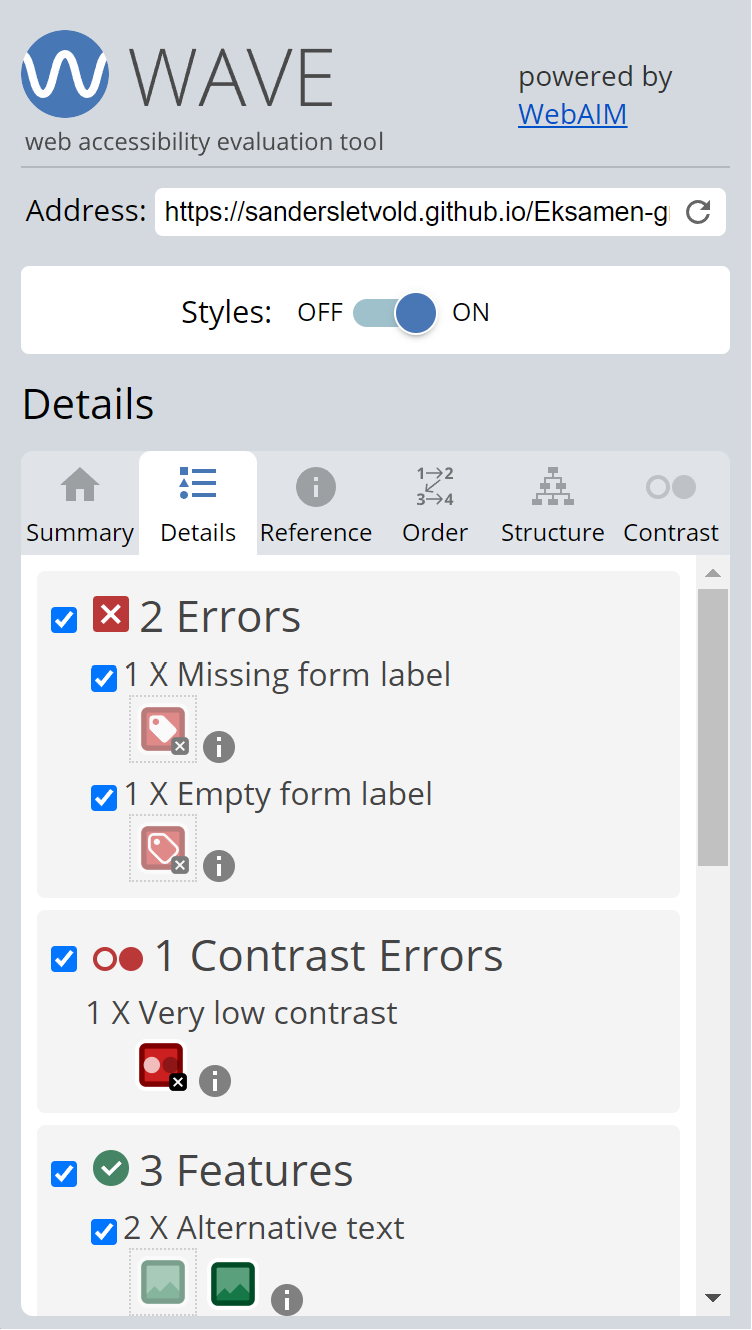 WAVE
powered by
WebAIM
web accessibility evaluation tool
Address: https://sandersletvold.github.io/Eksamen-g
Styles: OFF ON
Details
1 2
3 4
Summary Details Reference Order Structure Contrast
2 Errors
1 X Missing form label
1 X Empty form label
1 Contrast Errors
1 X Very low contrast
3 Features
2 X Alternative text